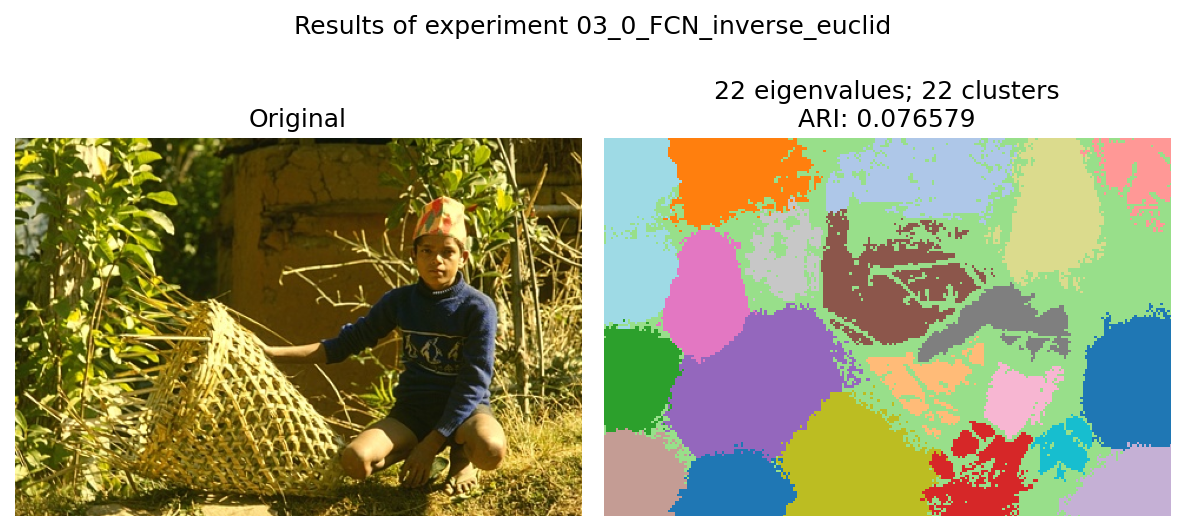 Results of experiment 03_0_FCN_inverse_euclid
Original
22 eigenvalues; 22 clusters
ARI: 0.076579